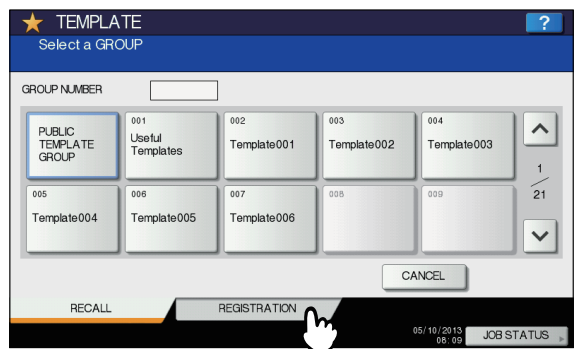 TEMPLATE
?
Select a GROUP
GROUP NUMBER
PUBLIC
TEMPLATE
GROUP
001
Useful
Templates
002
Template001
003
Template002
004
Template003
1
21
005
Template004
006
Template005
007
Template006
008
009
CANCEL
RECALL
REGISTRATION
05/10/2013
08:09
JOB STATUS